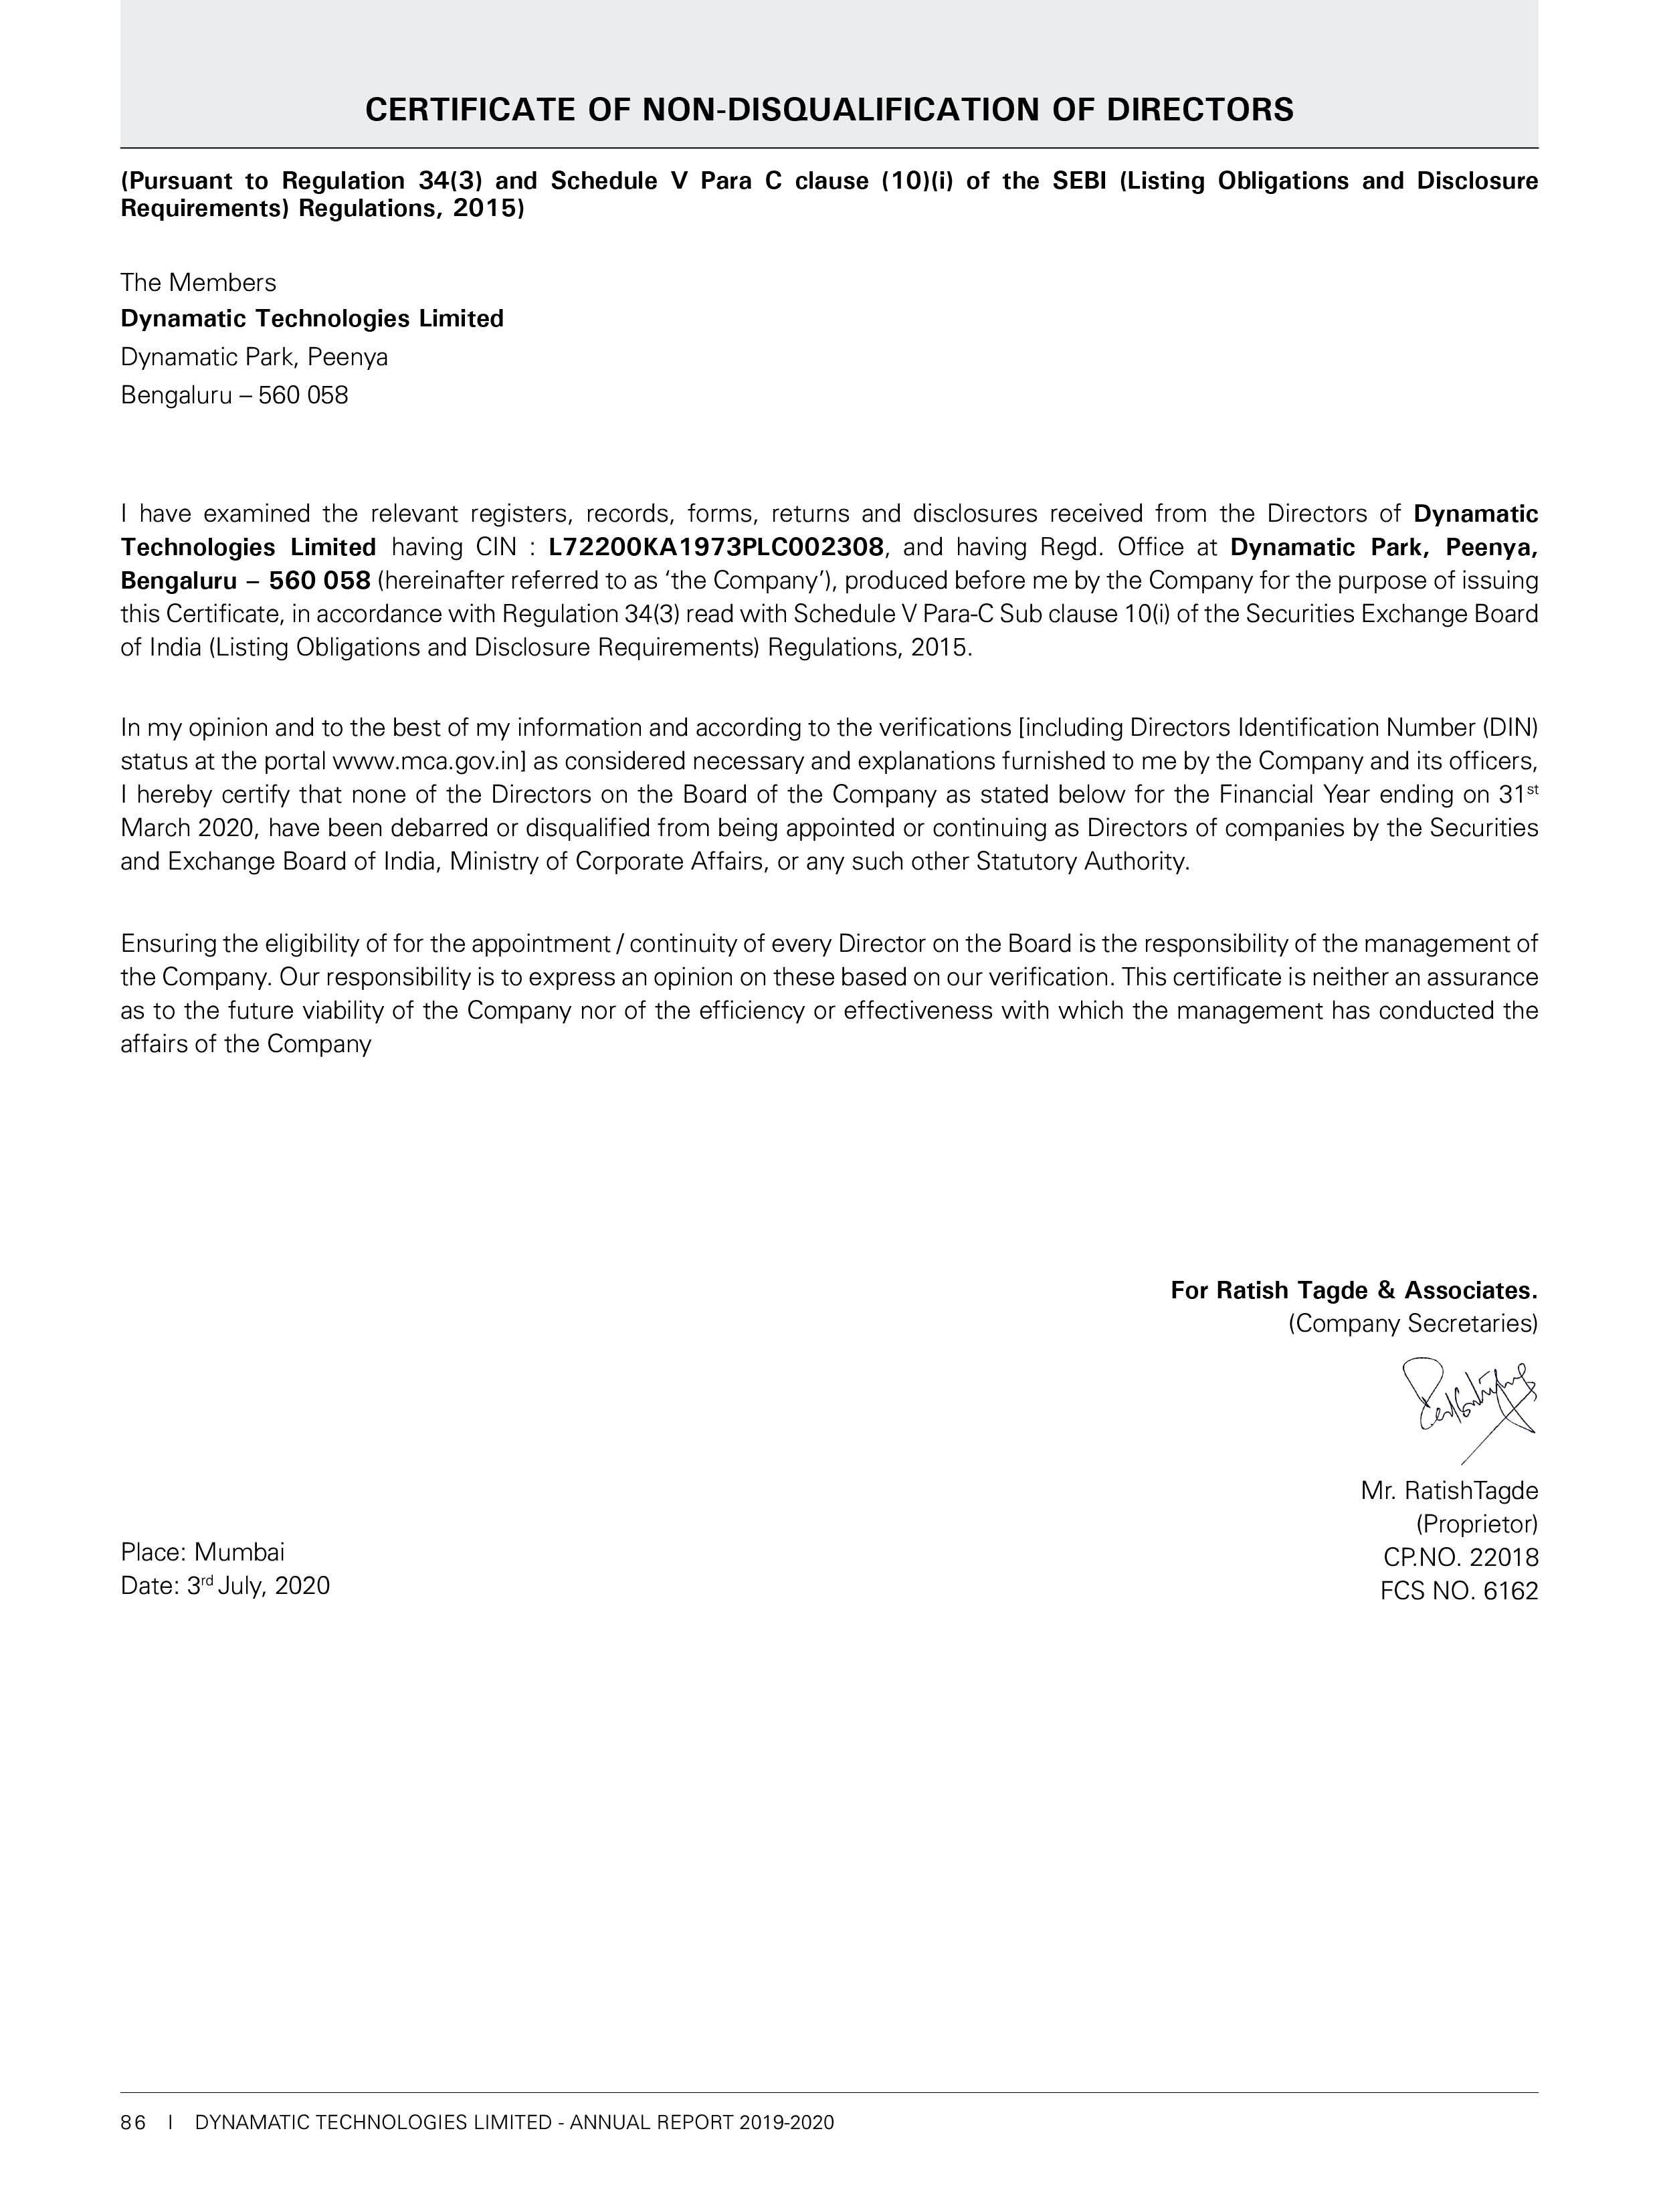 CERTIFICATE OF NON-DISQUALIFICATION OF DIRECTORS
(Pursuant to Regulation 34(3) and Schedule V Para C clause (10)(i) of the SEBI (Listing Obligations and Disclosure
Requirements) Regulations, 2015)
The Members
Dynamatic Technologies Limited
Dynamatic Park, Peenya
Bengaluru – 560 058
I have examined the relevant registers, records, forms, returns and disclosures received from the Directors of Dynamatic
Technologies Limited having CIN : L72200KA1973PLC002308, and having Regd. Office at Dynamatic Park, Peenya,
Bengaluru – 560 058 (hereinafter referred to as ‘the Company’), produced before me by the Company for the purpose of issuing
this Certificate, in accordance with Regulation 34(3) read with Schedule V Para-C Sub clause 10(i) of the Securities Exchange Board
of India (Listing Obligations and Disclosure Requirements) Regulations, 2015.
In my opinion and to the best of my information and according to the verifications [including Directors Identification Number (DIN)
status at the portal www.mca.gov.in] as considered necessary and explanations furnished to me by the Company and its officers,
I hereby certify that none of the Directors on the Board of the Company as stated below for the Financial Year ending on 31st
March 2020, have been debarred or disqualified from being appointed or continuing as Directors of companies by the Securities
and Exchange Board of India, Ministry of Corporate Affairs, or any such other Statutory Authority.
Ensuring the eligibility of for the appointment / continuity of every Director on the Board is the responsibility of the management of
the Company. Our responsibility is to express an opinion on these based on our verification. This certificate is neither an assurance
as to the future viability of the Company nor of the efficiency or effectiveness with which the management has conducted the
affairs of the Company
For Ratish Tagde & Associates.
(Company Secretaries)
Mr. RatishTagde
(Proprietor)
CP.NO. 22018
FCS NO. 6162
Place: Mumbai
Date: 3rd July, 2020
86 I DYNAMATIC TECHNOLOGIES LIMITED - ANNUAL REPORT 2019-2020